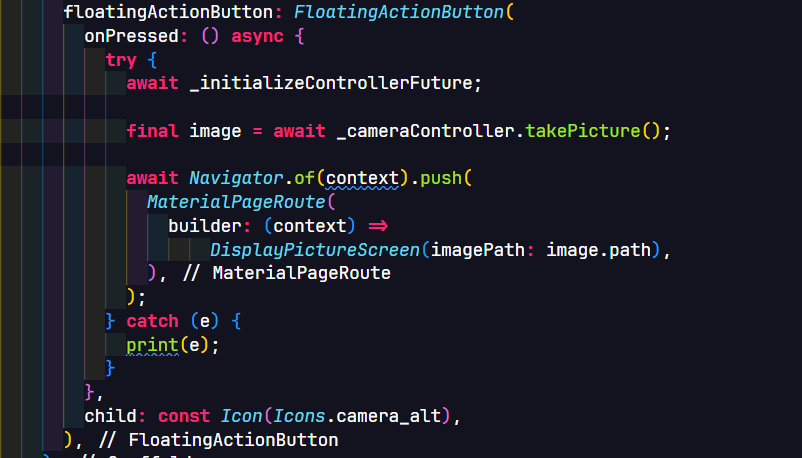 floatingActionButton: FloatingActionButton(
onPressed: () async {
try {
await _initializeControllerFuture;
final image = await _cameraController.takePicture();
await Navigator.of(context).push(
MaterialPageRoute(
builder: (context) =>
DisplayPictureScreen(imagePath: image.path),
), // MaterialPageRoute
);
} catch (e) {
print(e);
}
},
child: const Icon(Icons.camera_alt),
), // FloatingActionButton